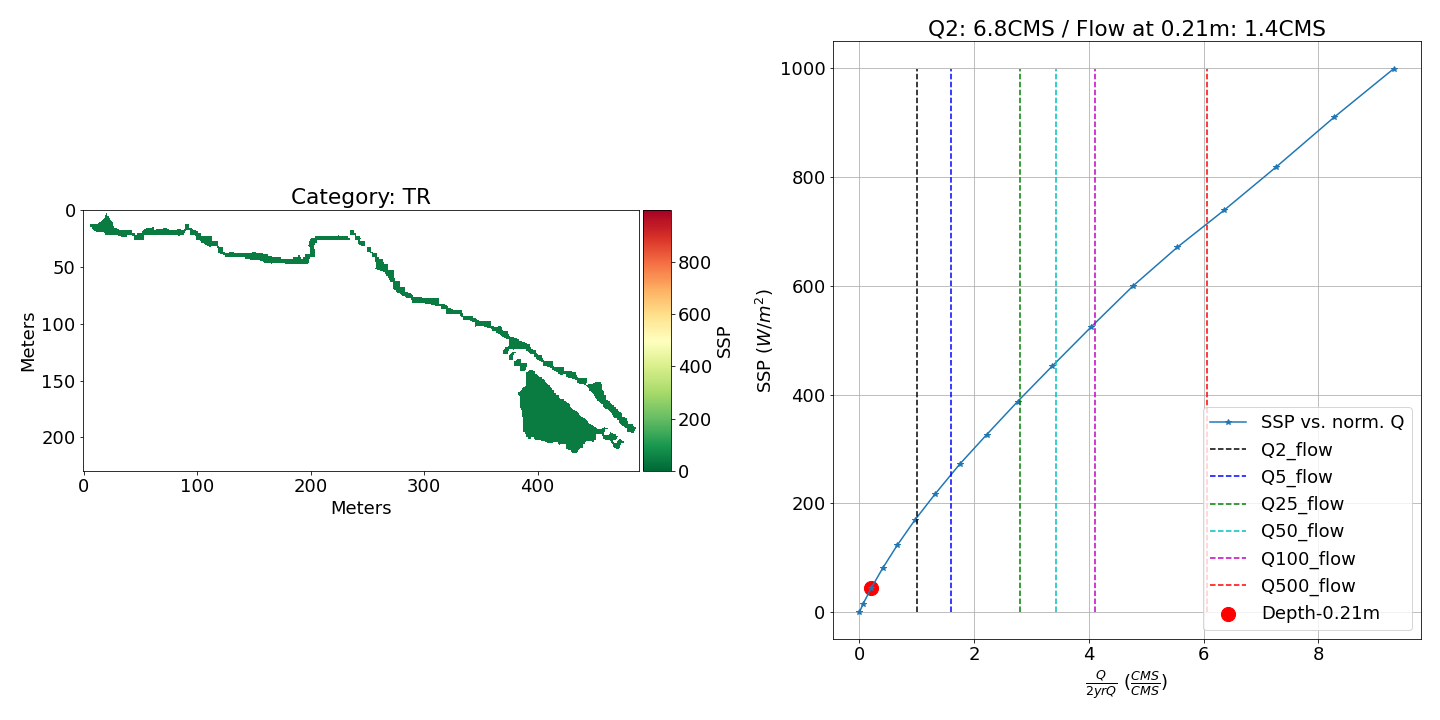 Category: TR
0
50
100
150
200
Meters
0
100
200
300
400
Meters
800
600
400
200
0
SSP
Q2: 6.8CMS / Flow at 0.21m: 1.4CMS
1000
800
600
400
200
0
SSP (W/m²)
0
2
4
6
8
Q/2yrQ (CMS/CMS)
SSP vs. norm. Q
Q2_flow
Q5_flow
Q25_flow
Q50_flow
Q100_flow
Q500_flow
Depth-0.21m